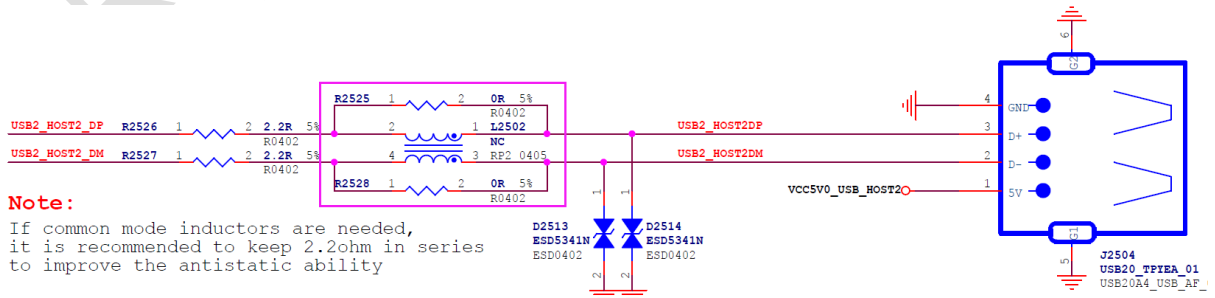 6
G2
R2525 1 2 0R 5%
R0402
4 GND
USB2_HOST2_DP R2526 1 2 2.2R 5% 2 1 L2502 USB2_HOST2DP 3 D+
R0402 NC
USB2_HOST2_DM R2527 1 2 2.2R 5% 4 3 RP2_0405 USB2_HOST2DM 2 D-
R0402
R2528 1 2 0R 5%
R0402
VCC5V0_USB_HOST2 1 5V
Note:
If common mode inductors are needed,
it is recommended to keep 2.2ohm in series
to improve the antistatic ability
1 1
D2513 D2514
ESD5341N ESD5341N
ESD0402 ESD0402
2 2
G1
5
J2504
USB20_TPYEA_01
USB20A4_USB_AF_